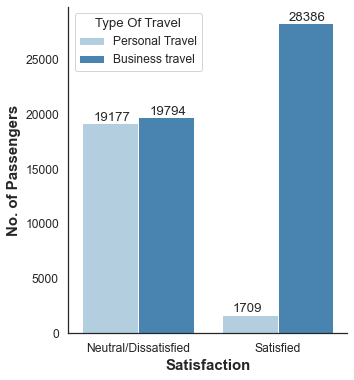 Type Of Travel
Personal Travel
Business travel
28386
19177
19794
1709
25000
20000
15000
10000
5000
0
No. of Passengers
Neutral/Dissatisfied
Satisfied
Satisfaction